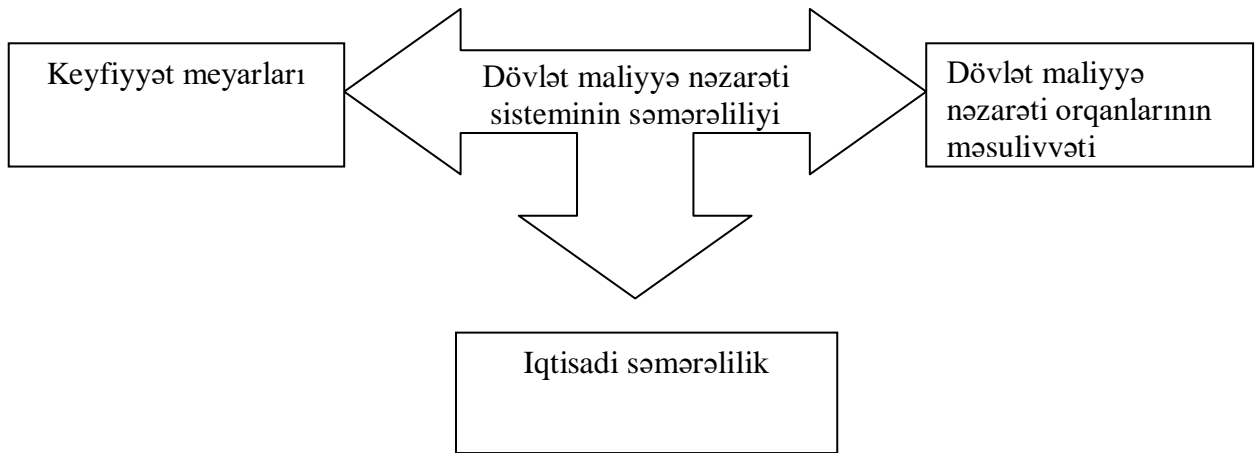 Keyfiyyət meyarları
Dövlət maliyyə nəzarəti
sisteminin səmərəliliyi
Dövlət maliyyə
nəzarəti orqanlarının
məsulivvəti
Iqtisadi səmərəlilik